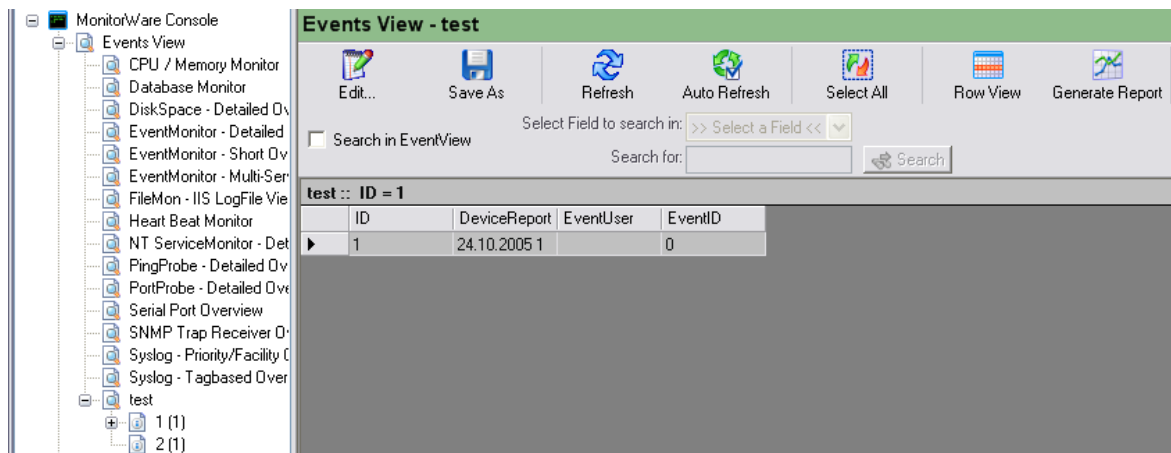 MonitorWare Console
Events View
CPU / Memory Monitor
Database Monitor
DiskSpace - Detailed Ov
EventMonitor - Detailed
EventMonitor - Short Ov
EventMonitor - Multi-Ser
FileMon - IIS LogFile Vie
Heart Beat Monitor
NT ServiceMonitor - Det
PingProbe - Detailed Ov
PortProbe - Detailed Ove
Serial Port Overview
SNMP Trap Receiver O
Syslog - Priority/Facility
Syslog - Tagbased Over
test
1 (1)
2 (1)
Events View - test
Edit... Save As Refresh Auto Refresh Select All Row View Generate Report
Search in EventView
Select Field to search in: >> Select a Field <<
Search for: Search
test :: ID = 1
ID DeviceReport EventUser EventID
1 24.10.2005 1 0